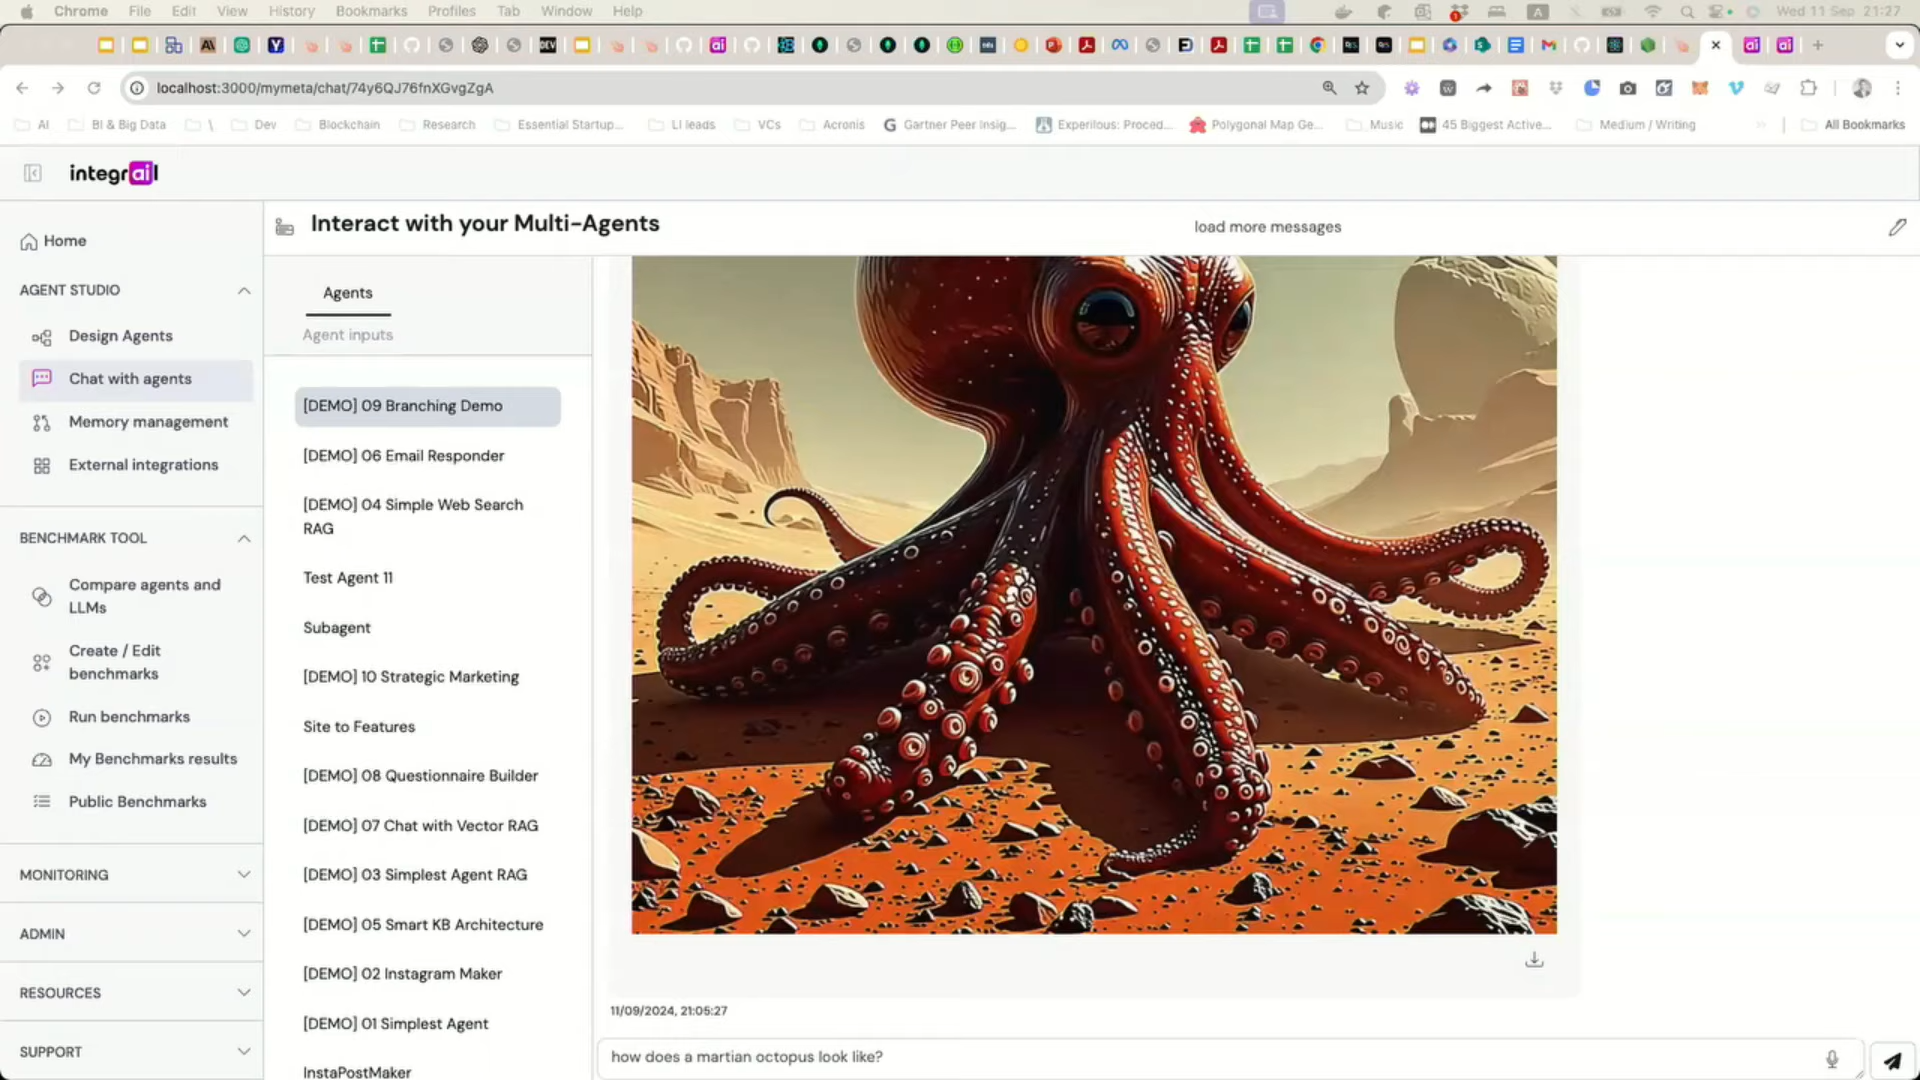 Chrome File Edit View History Bookmarks Profiles Tab Window Help Wed 11 Sep 21:27
localhost:3000/mymeta/chat/74y6QJ76fnXGvgZgA
AI BI & Big Data \ Dev Blockchain Research Essential Startup... LI leads VCs Acronis Gartner Peer Insig... Experilous: Proced... Polygonal Map Ge... Music 45 Biggest Active... Medium / Writing » All Bookmarks
integrail
Interact with your Multi-Agents
load more messages
Home
AGENT STUDIO
Design Agents
Chat with agents
Memory management
External integrations
BENCHMARK TOOL
Compare agents and
LLMs
Create / Edit
benchmarks
Run benchmarks
My Benchmarks results
Public Benchmarks
MONITORING
ADMIN
RESOURCES
SUPPORT
Agents
Agent inputs
[DEMO] 09 Branching Demo
[DEMO] 06 Email Responder
[DEMO] 04 Simple Web Search
RAG
Test Agent 11
Subagent
[DEMO] 10 Strategic Marketing
Site to Features
[DEMO] 08 Questionnaire Builder
[DEMO] 07 Chat with Vector RAG
[DEMO] 03 Simplest Agent RAG
[DEMO] 05 Smart KB Architecture
[DEMO] 02 Instagram Maker
[DEMO] 01 Simplest Agent
InstaPostMaker
11/09/2024, 21:05:27
how does a martian octopus look like?